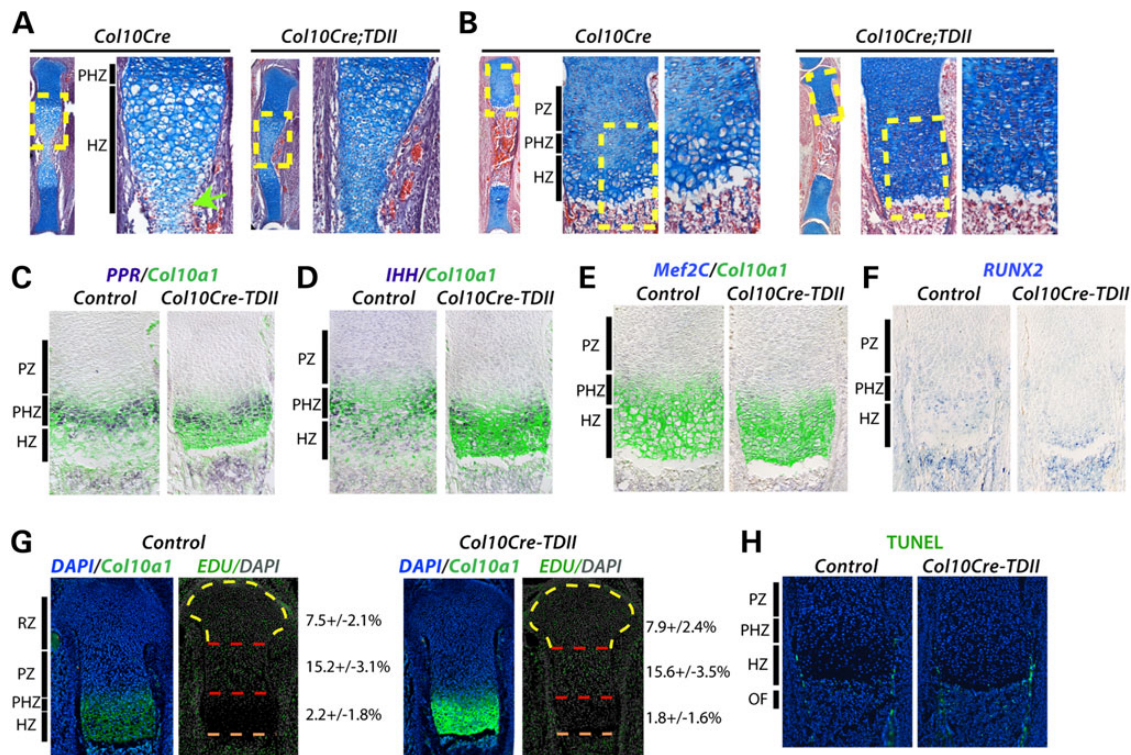 A
B
Col10Cre
Col10Cre;TDII
Col10Cre
Col10Cre;TDII
PHZ
HZ
PZ
PHZ
HZ
C
D
E
F
PPR/Col10a1
IHH/Col10a1
Mef2C/Col10a1
RUNX2
Control
Col10Cre-TDII
Control
Col10Cre-TDII
Control
Col10Cre-TDII
Control
Col10Cre-TDII
PZ
PHZ
HZ
PZ
PHZ
HZ
PZ
PHZ
HZ
PZ
PHZ
HZ
G
Control
Col10Cre-TDII
DAPI/Col10a1
EDU/DAPI
DAPI/Col10a1
EDU/DAPI
RZ
PZ
PHZ
HZ
7.5+/-2.1%
15.2+/-3.1%
2.2+/-1.8%
7.9+/2.4%
15.6+/-3.5%
1.8+/-1.6%
H
TUNEL
Control
Col10Cre-TDII
PZ
PHZ
HZ
OF